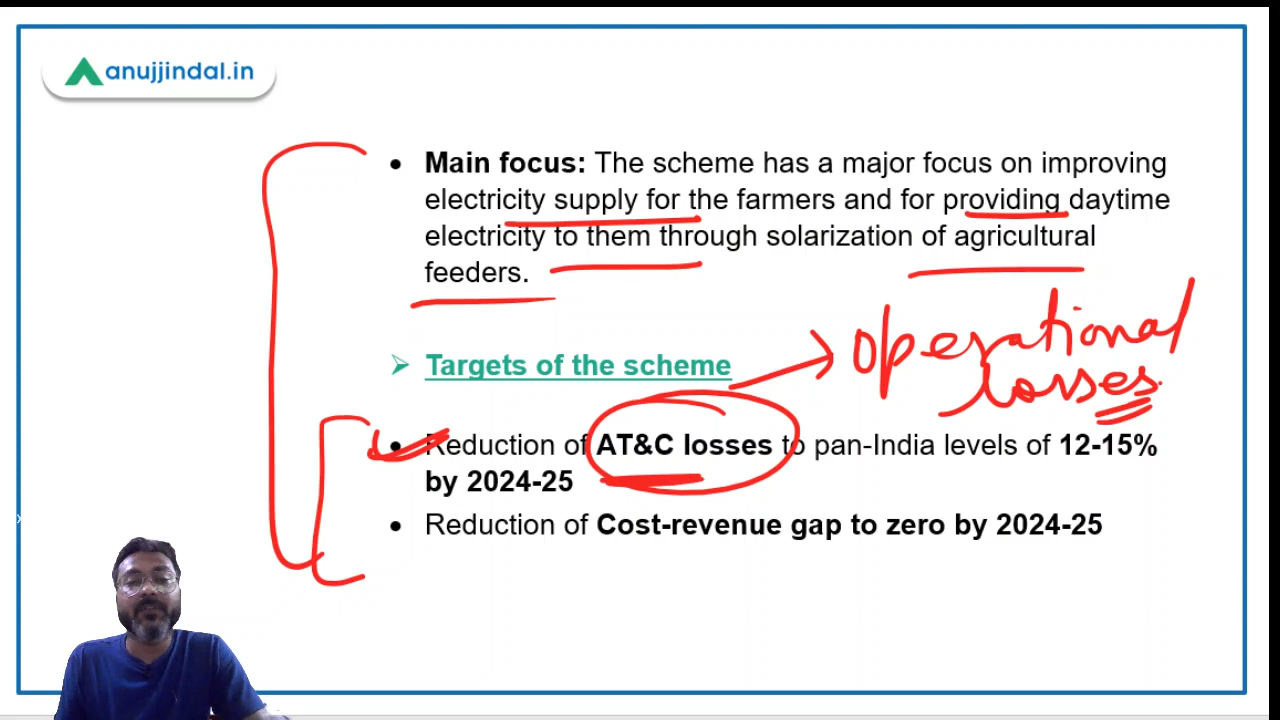 anujjindal.in
• Main focus: The scheme has a major focus on improving
electricity supply for the farmers and for providing daytime
electricity to them through solarization of agricultural
feeders.
operational
losses
➢ Targets of the scheme
• Reduction of AT&C losses to pan-India levels of 12-15%
by 2024-25
• Reduction of Cost-revenue gap to zero by 2024-25